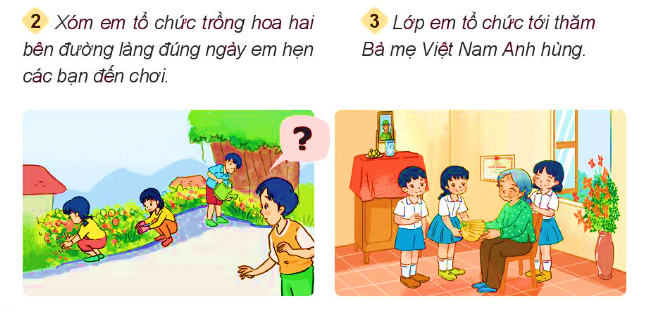 2 Xóm em tổ chức trồng hoa hai
bên đường làng đúng ngày em hẹn
các bạn đến chơi.
3 Lớp em tổ chức tới thăm
Bà mẹ Việt Nam Anh hùng.
?